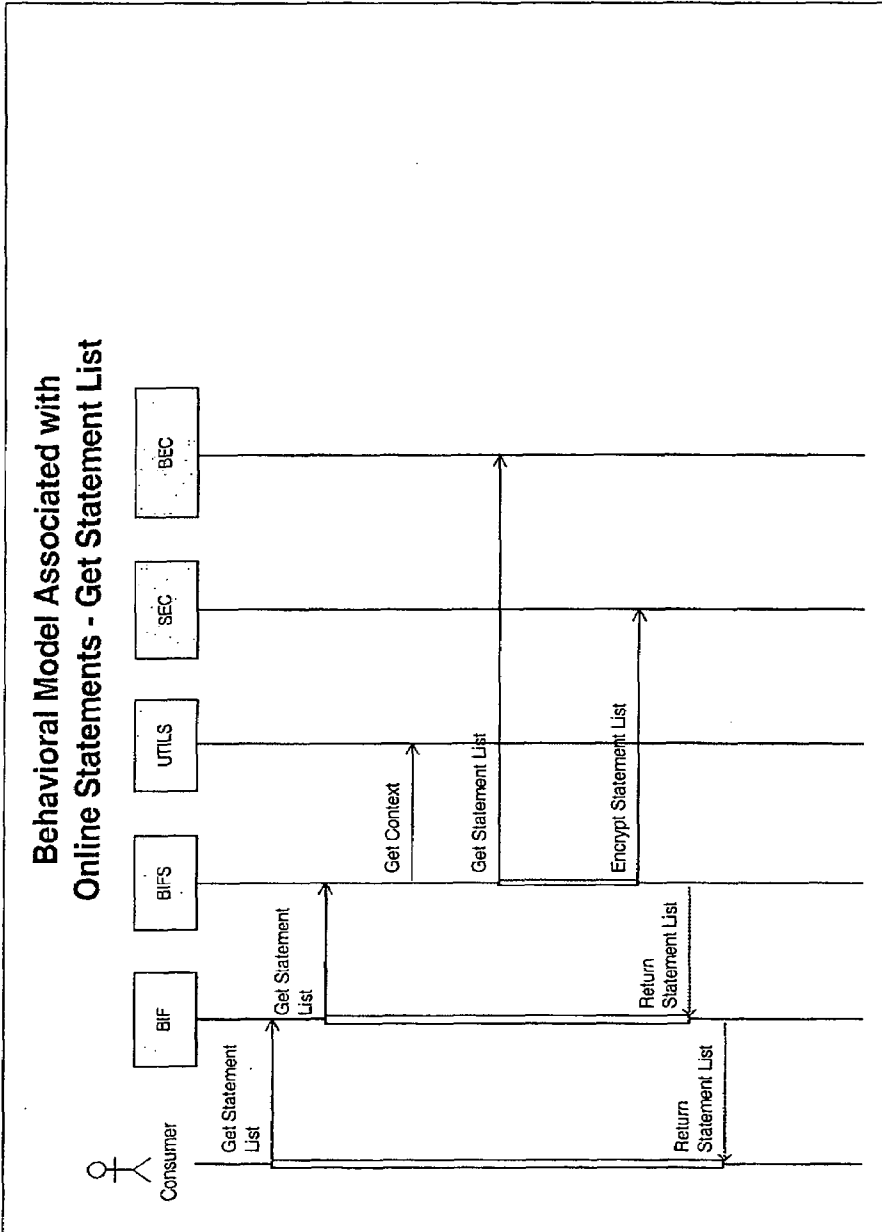 Behavioral Model Associated with
Online Statements - Get Statement List
Consumer
BIF
BIFS
UTILS
SEC
BEC
Get Statement
List
Get Statement
List
Get Context
Get Statement List
Encrypt Statement List
Return
Statement List
Return
Statement List